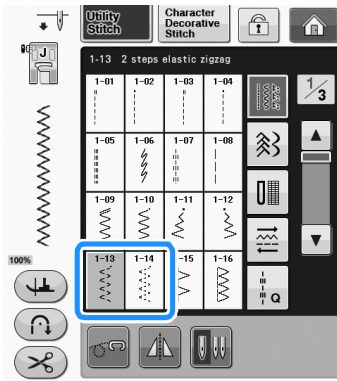 Utility
Stitch
Character
Decorative
Stitch
J
1-13 2 steps elastic zigzag
1-01 1-02 1-03 1-04
1/3
1-05 1-06 1-07 1-08
1-09 1-10 1-11 1-12
100%
1-13 1-14 -15 1-16
Q